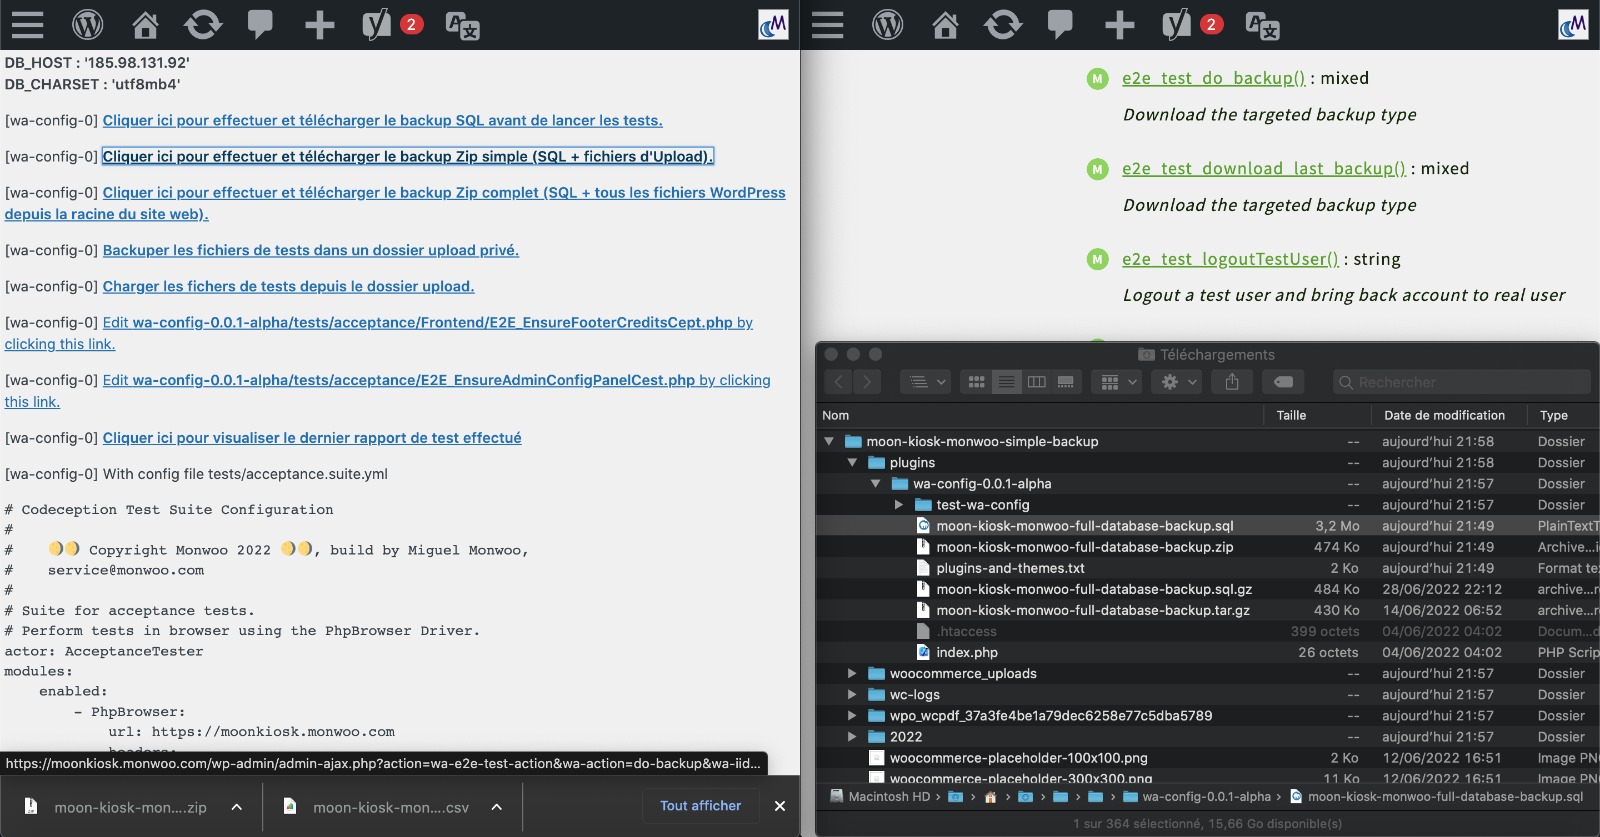 2
DB_HOST : '185.98.131.92'
DB_CHARSET : 'utf8mb4'
[wa-config-0] Cliquer ici pour effectuer et télécharger le backup SQL avant de lancer les tests.
[wa-config-0] Cliquer ici pour effectuer et télécharger le backup Zip simple (SQL + fichiers d'Upload).
[wa-config-0] Cliquer ici pour effectuer et télécharger le backup Zip complet (SQL + tous les fichiers WordPress
depuis la racine du site web).
[wa-config-0] Backuper les fichiers de tests dans un dossier upload privé.
[wa-config-0] Charger les fichers de tests depuis le dossier upload.
[wa-config-0] Edit wa-config-0.0.1-alpha/tests/acceptance/Frontend/E2E_EnsureFooterCreditsCept.php by
clicking this link.
[wa-config-0] Edit wa-config-0.0.1-alpha/tests/acceptance/E2E_EnsureAdminConfigPanelCest.php by clicking
this link.
[wa-config-0] Cliquer ici pour visualiser le dernier rapport de test effectué
[wa-config-0] With config file tests/acceptance.suite.yml
# Codeception Test Suite Configuration
#
# 🌖🌖 Copyright Monwoo 2022 🌖🌖, build by Miguel Monwoo,
# service@monwoo.com
#
# Suite for acceptance tests.
# Perform tests in browser using the PhpBrowser Driver.
actor: AcceptanceTester
modules:
enabled:
- PhpBrowser:
url: https://moonkiosk.monwoo.com
headers:
https://moonkiosk.monwoo.com/wp-admin/admin-ajax.php?action=wa-e2e-test-action&wa-action=do-backup&wa-iid...
moon-kiosk-mon....zip
moon-kiosk-mon....csv
Tout afficher
2
M e2e_test_do_backup() : mixed
Download the targeted backup type
M e2e_test_download_last_backup() : mixed
Download the targeted backup type
M e2e_test_logoutTestUser() : string
Logout a test user and bring back account to real user
Téléchargements
Rechercher
Nom Taille Date de modification Type
moon-kiosk-monwoo-simple-backup -- aujourd'hui 21:58 Dossier
plugins -- aujourd'hui 21:58 Dossier
wa-config-0.0.1-alpha -- aujourd'hui 21:57 Dossier
test-wa-config -- aujourd'hui 21:57 Dossier
moon-kiosk-monwoo-full-database-backup.sql 3,2 Mo aujourd'hui 21:49 PlainTextT
moon-kiosk-monwoo-full-database-backup.zip 474 Ko aujourd'hui 21:49 Archive...i
plugins-and-themes.txt 2 Ko aujourd'hui 21:49 Format te
moon-kiosk-monwoo-full-database-backup.sql.gz 484 Ko 28/06/2022 22:12 archive...r
moon-kiosk-monwoo-full-database-backup.tar.gz 430 Ko 14/06/2022 06:52 archive...r
.htaccess 399 octets 04/06/2022 04:02 Docum...d
index.php 26 octets 04/06/2022 04:02 PHP Scrip
woocommerce_uploads -- aujourd'hui 21:57 Dossier
wc-logs -- aujourd'hui 21:57 Dossier
wpo_wcpdf_37a3fe4be1a79dec6258e77c5dba5789 -- aujourd'hui 21:57 Dossier
2022 -- aujourd'hui 21:57 Dossier
woocommerce-placeholder-100x100.png 2 Ko 12/06/2022 16:51 Image PN
woocommerce-placeholder-300x300.png 11 Ko 12/06/2022 16:51 Image PN
Macintosh HD › › › › › › wa-config-0.0.1-alpha › moon-kiosk-monwoo-full-database-backup.sql
1 sur 364 sélectionné, 15,66 Go disponible(s)